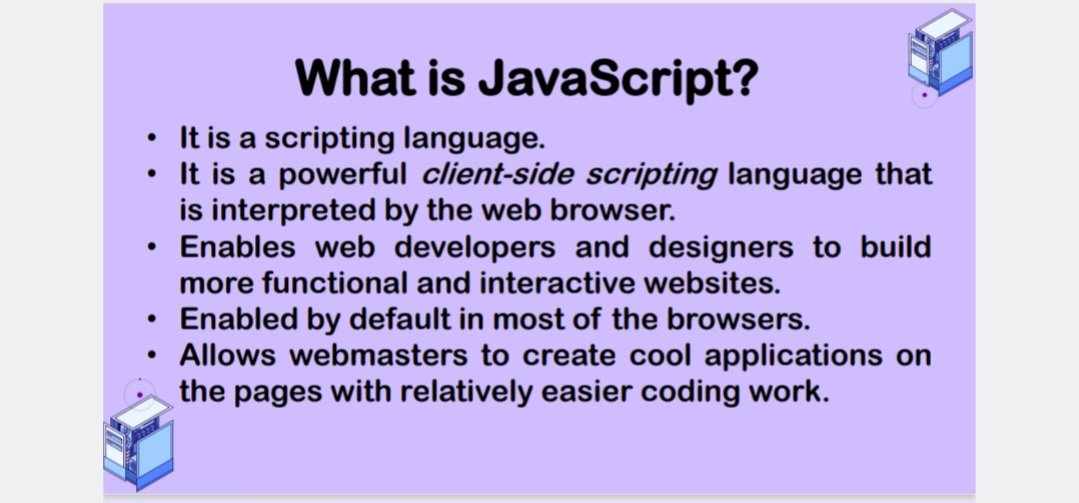 What is JavaScript?
• It is a scripting language.
• It is a powerful client-side scripting language that
is interpreted by the web browser.
• Enables web developers and designers to build
more functional and interactive websites.
• Enabled by default in most of the browsers.
• Allows webmasters to create cool applications on
the pages with relatively easier coding work.